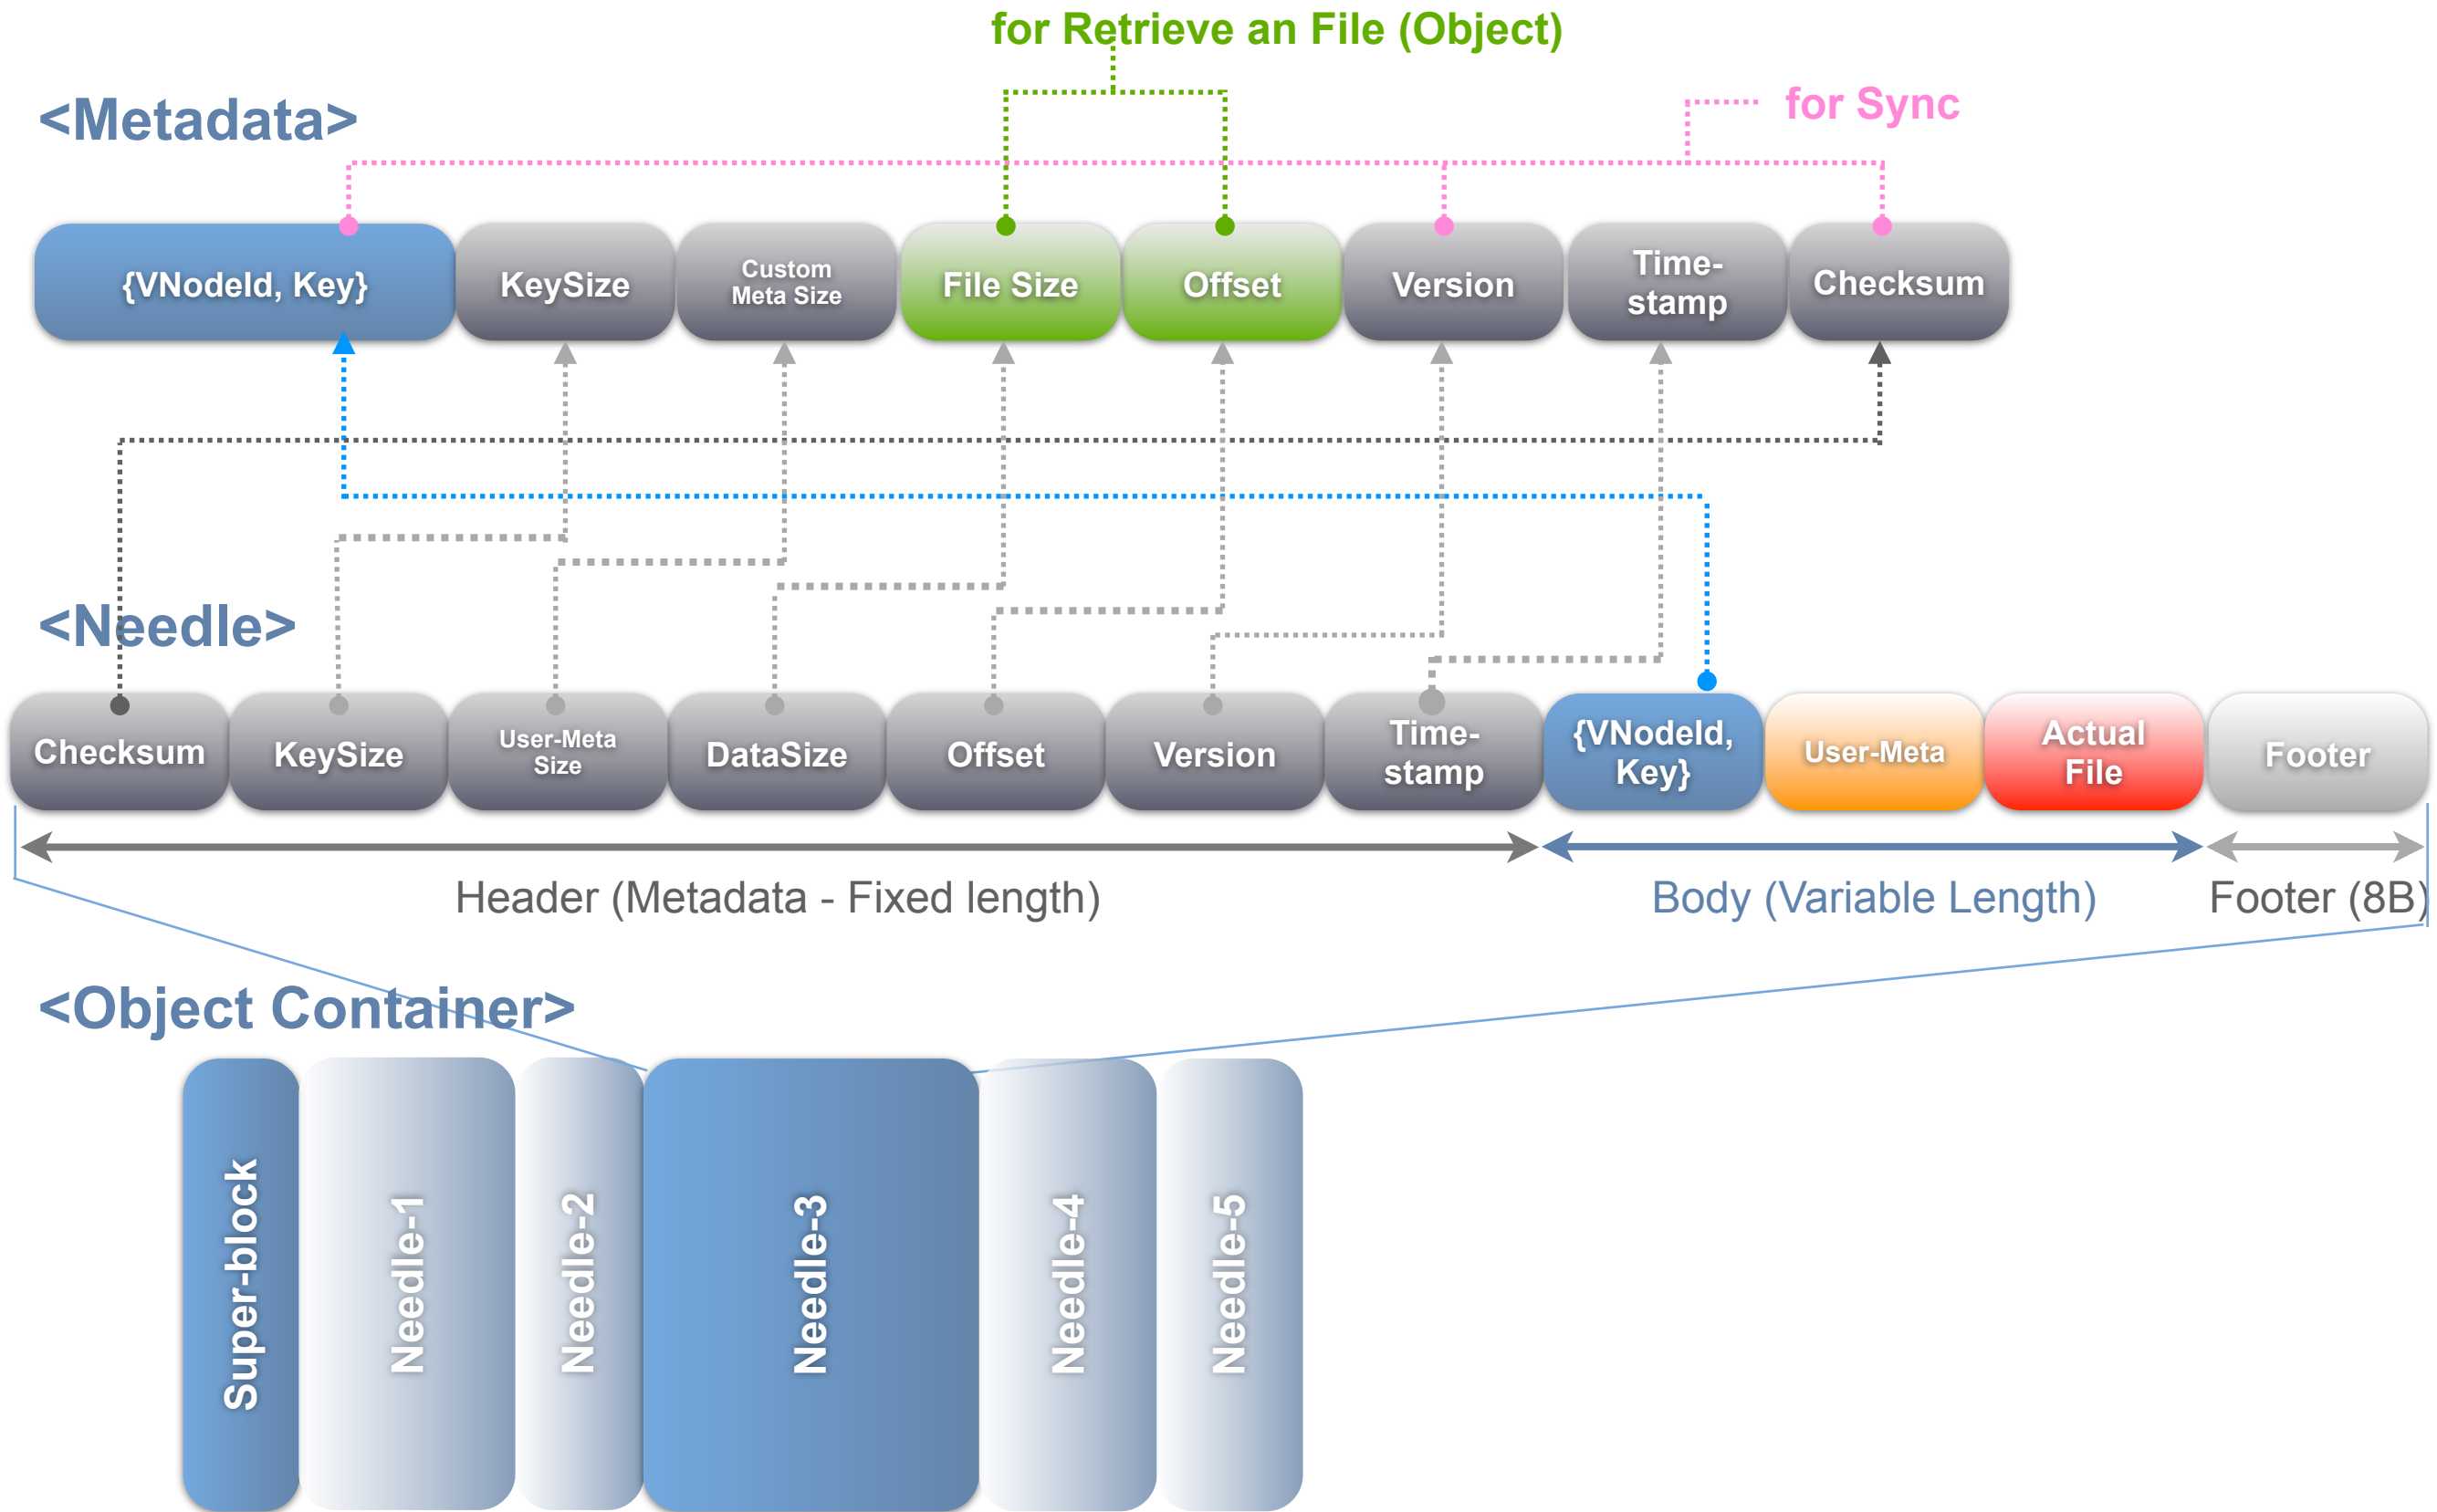 for Retrieve an File (Object)
<Metadata>
for Sync
{VNodeId, Key}
KeySize
Custom
Meta Size
File Size
Offset
Version
Time-
stamp
Checksum
<Needle>
Checksum
KeySize
User-Meta
Size
DataSize
Offset
Version
Time-
stamp
{VNodeId,
Key}
User-Meta
Actual
File
Footer
Header (Metadata - Fixed length)
Body (Variable Length)
Footer (8B)
<Object Container>
Super-block
Needle-1
Needle-2
Needle-3
Needle-4
Needle-5